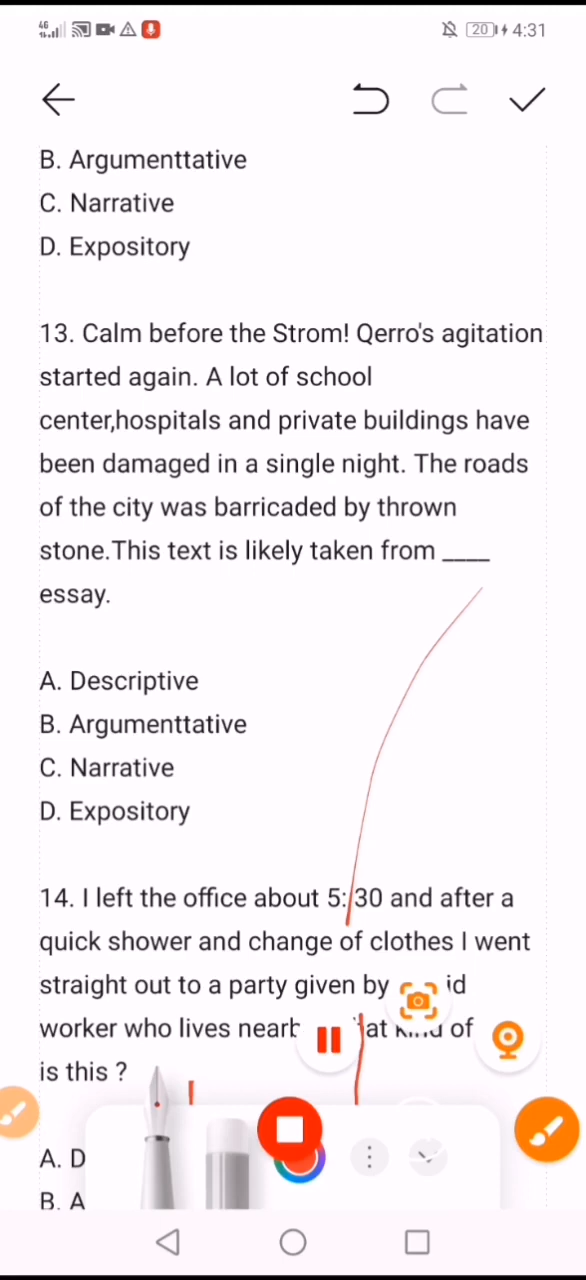 4G
20 4:31
B. Argumenttative
C. Narrative
D. Expository
13. Calm before the Strom! Qerro's agitation
started again. A lot of school
center,hospitals and private buildings have
been damaged in a single night. The roads
of the city was barricaded by thrown
stone.This text is likely taken from ____
essay.
A. Descriptive
B. Argumenttative
C. Narrative
D. Expository
14. I left the office about 5:30 and after a
quick shower and change of clothes I went
straight out to a party given by
worker who lives of
is this ?
A. D
B. A